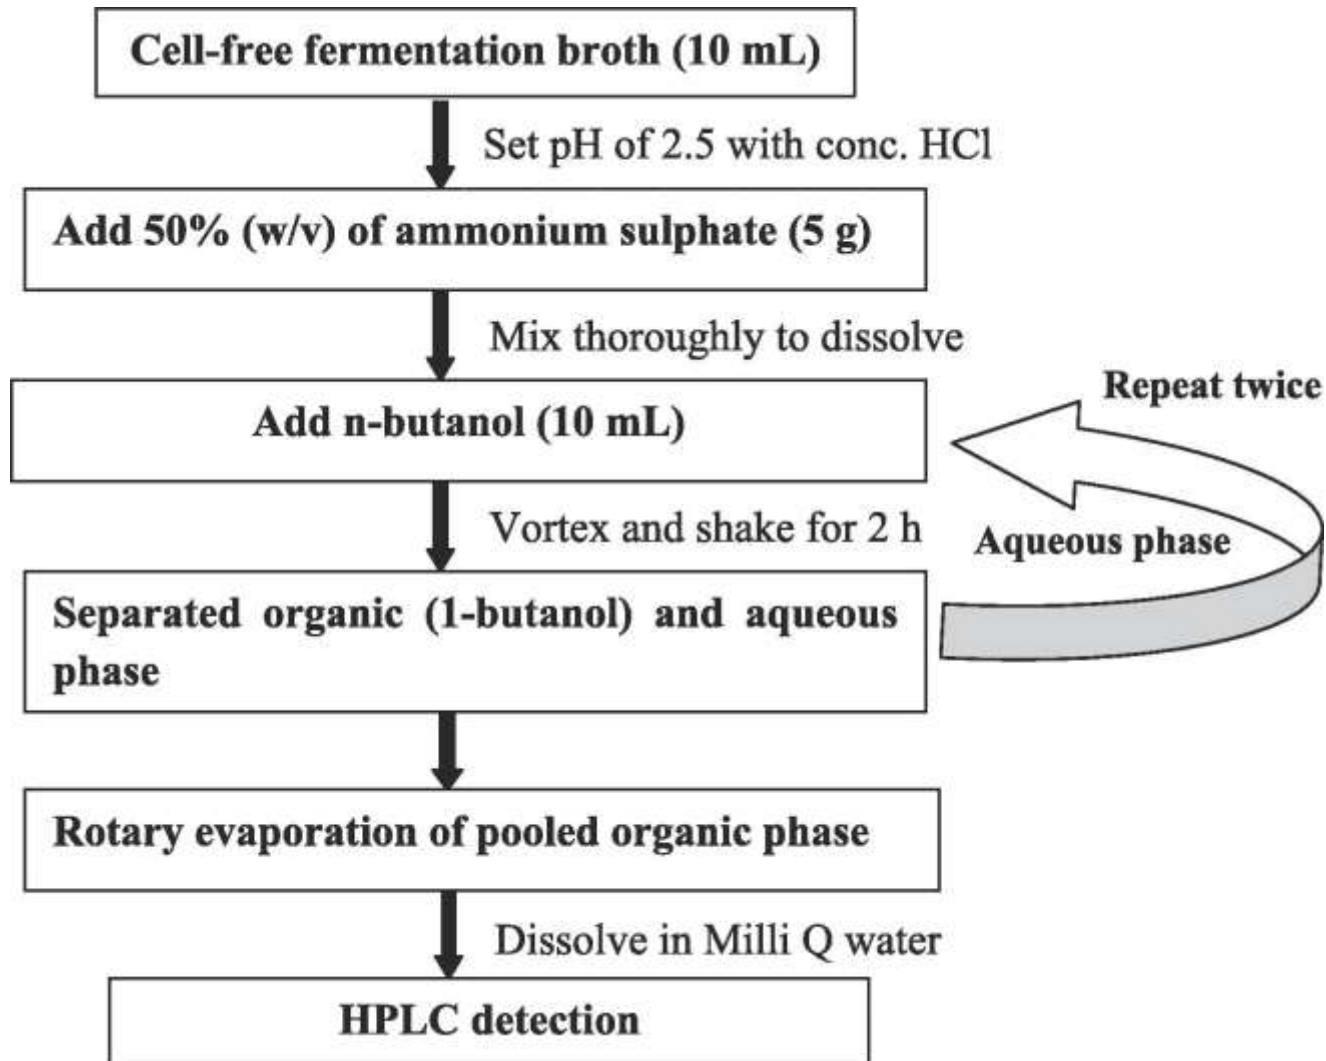 Cell-free fermentation broth (10 mL)
Set pH of 2.5 with conc. HCl
Add 50% (w/v) of ammonium sulphate (5 g)
Mix thoroughly to dissolve
Add n-butanol (10 mL)
Repeat twice
Vortex and shake for 2 h
Aqueous phase
Separated organic (1-butanol) and aqueous
phase
Rotary evaporation of pooled organic phase
Dissolve in Milli Q water
HPLC detection